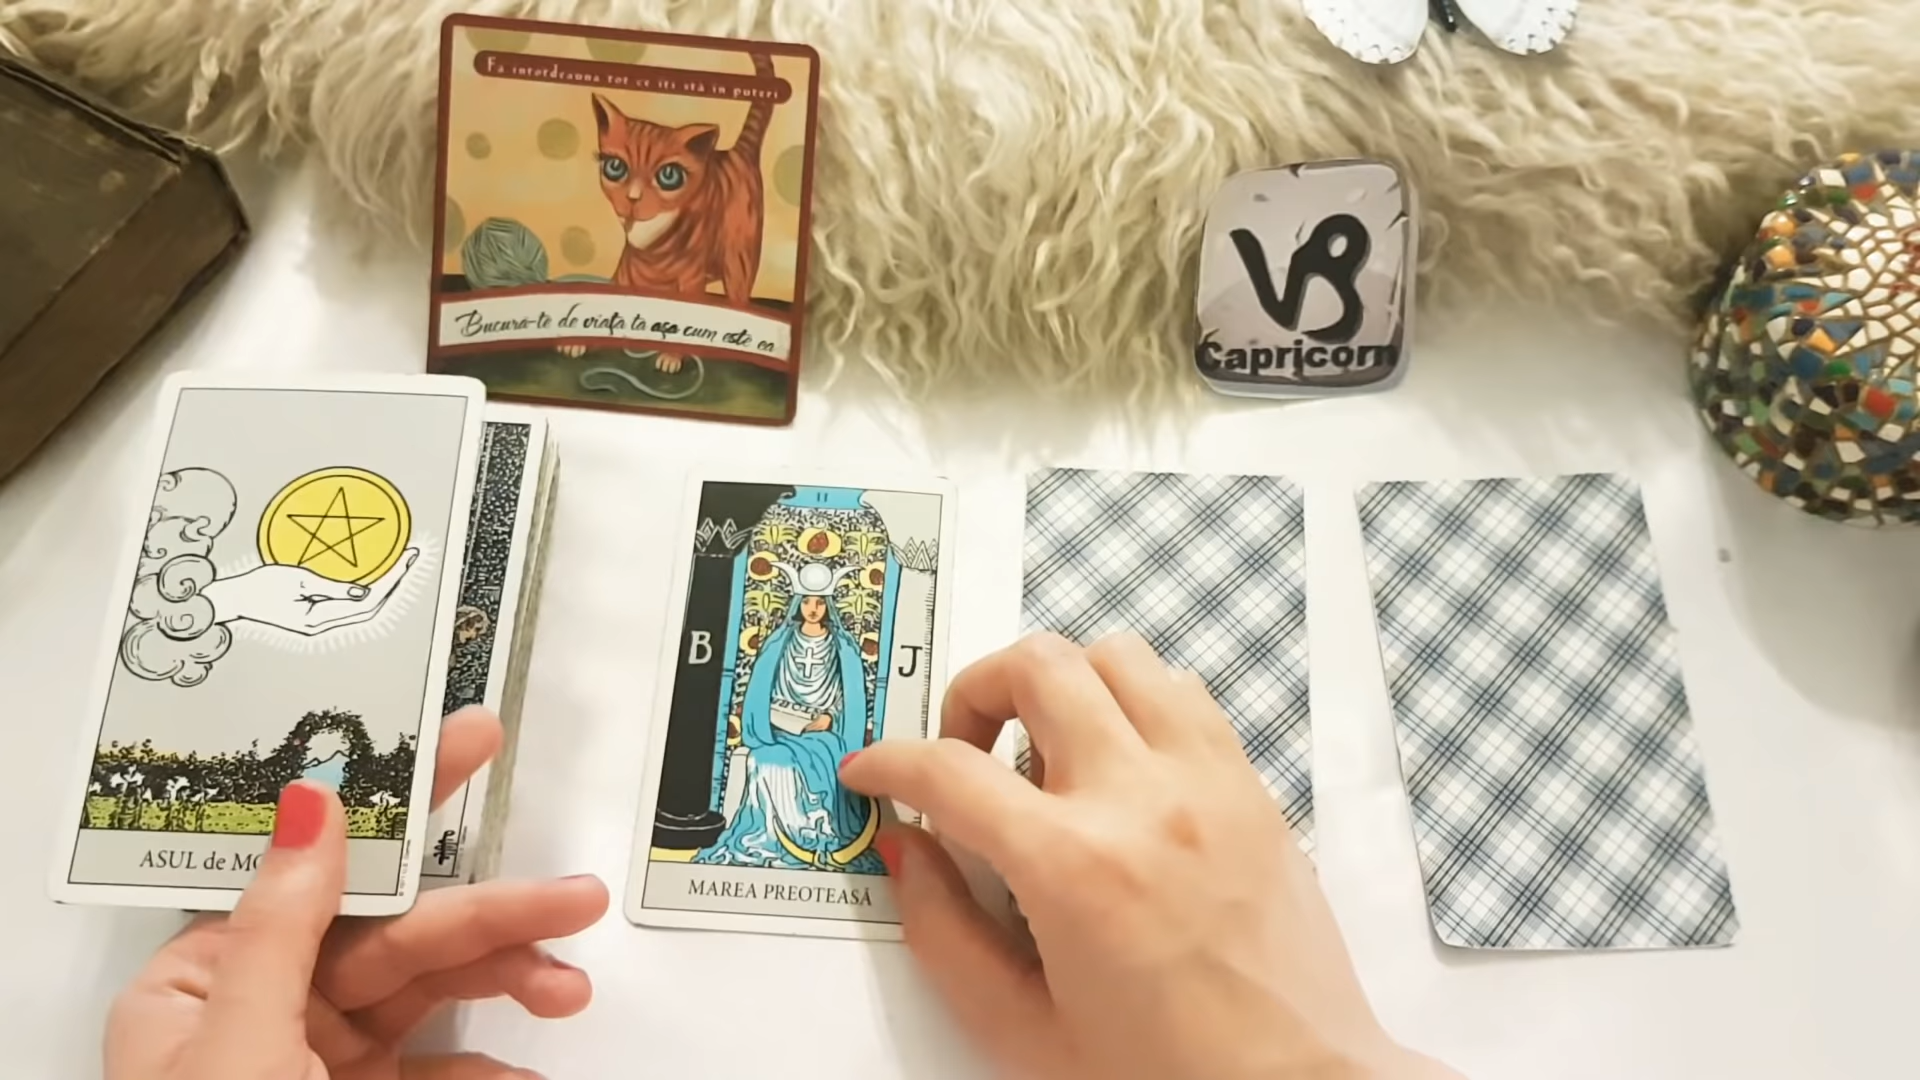 Fă întotdeauna tot ce îți stă în puteri
Bucură-te de viața ta așa cum este ea
Capricorn
II
B
J
ASUL de
MAREA PREOTEASĂ